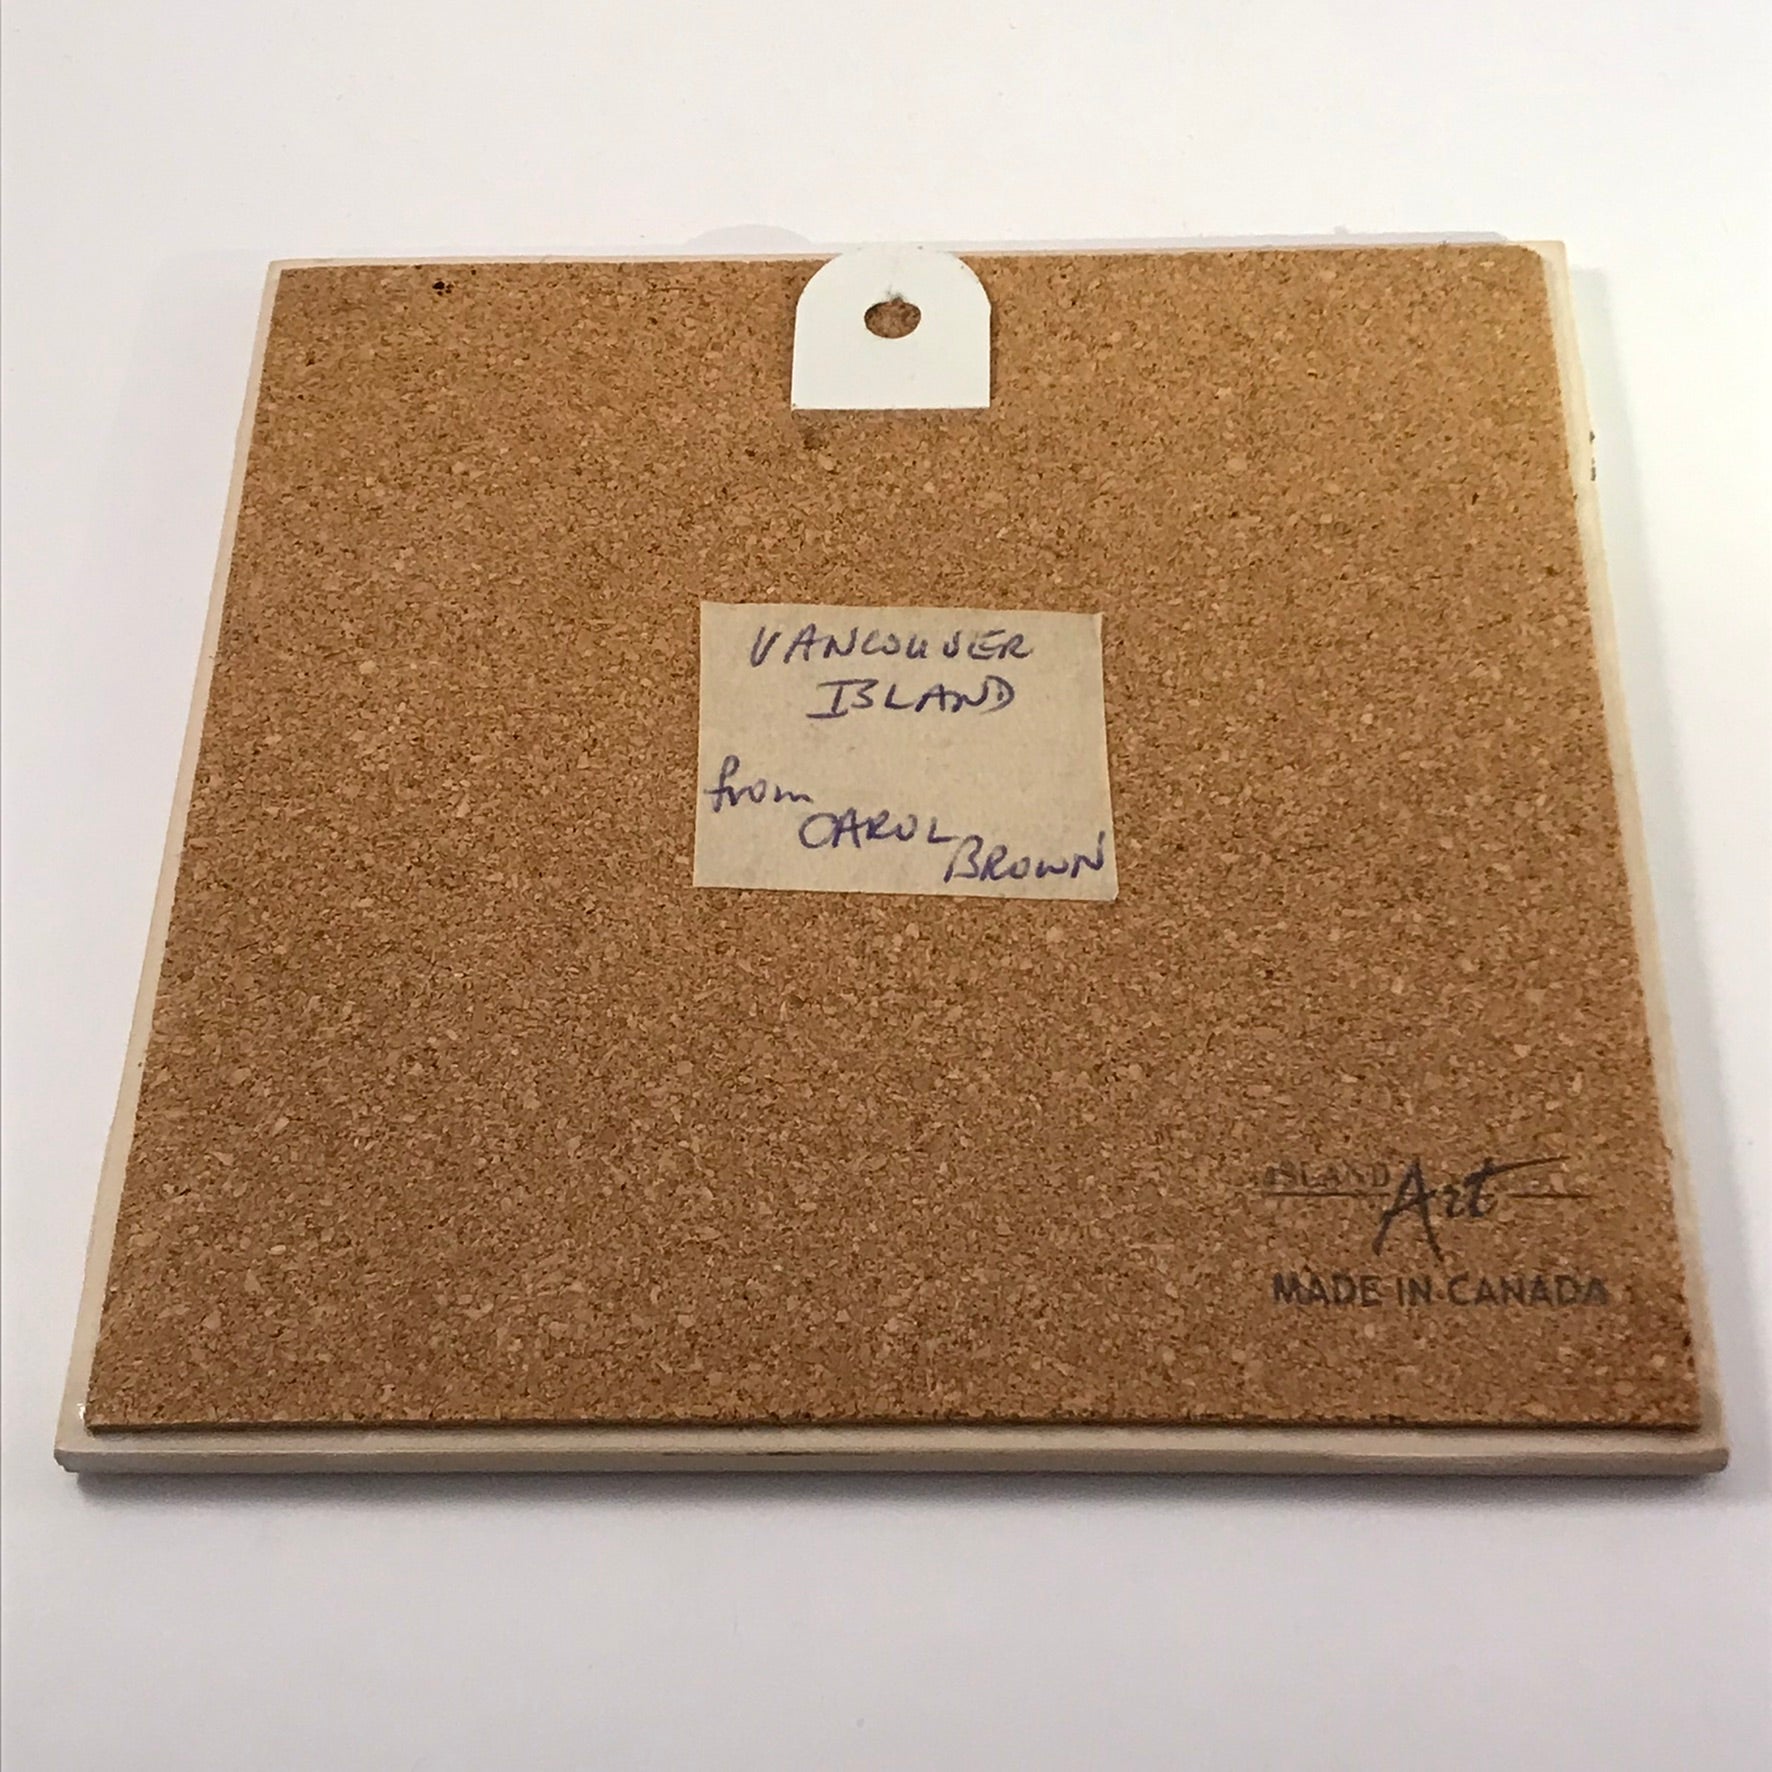 VANCOUVER
ISLAND
from
CAROL
BROWN
ISLAND Art
MADE IN CANADA